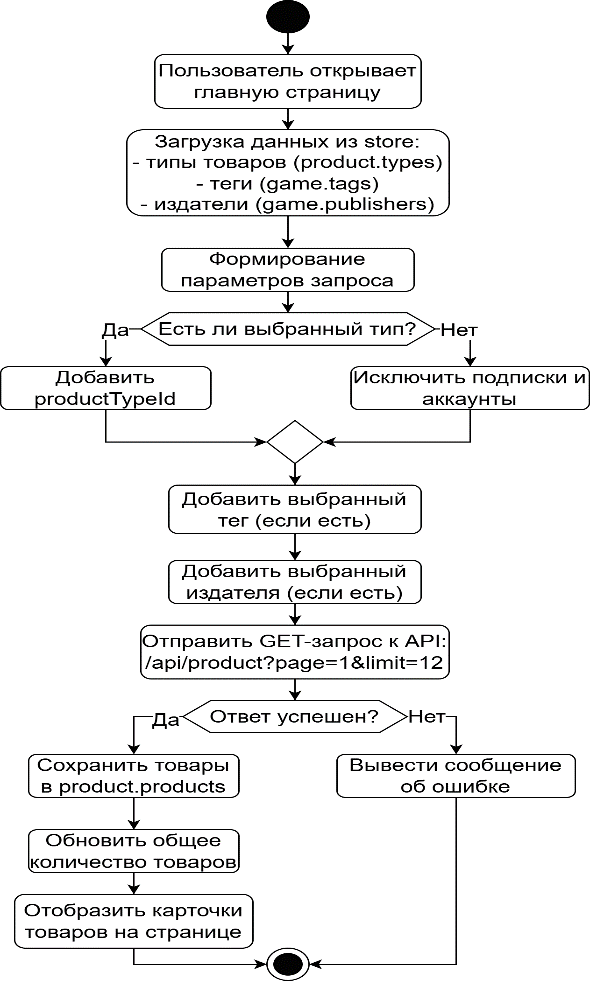 Пользователь открывает
главную страницу
Загрузка данных из store:
- типы товаров (product.types)
- теги (game.tags)
- издатели (game.publishers)
Формирование
параметров запроса
Есть ли выбранный тип?
Да
Нет
Добавить
productTypeId
Исключить подписки и
аккаунты
Добавить выбранный
тег (если есть)
Добавить выбранный
издателя (если есть)
Отправить GET-запрос к API:
/api/product?page=1&limit=12
Ответ успешен?
Да
Нет
Сохранить товары
в product.products
Вывести сообщение
об ошибке
Обновить общее
количество товаров
Отобразить карточки
товаров на странице